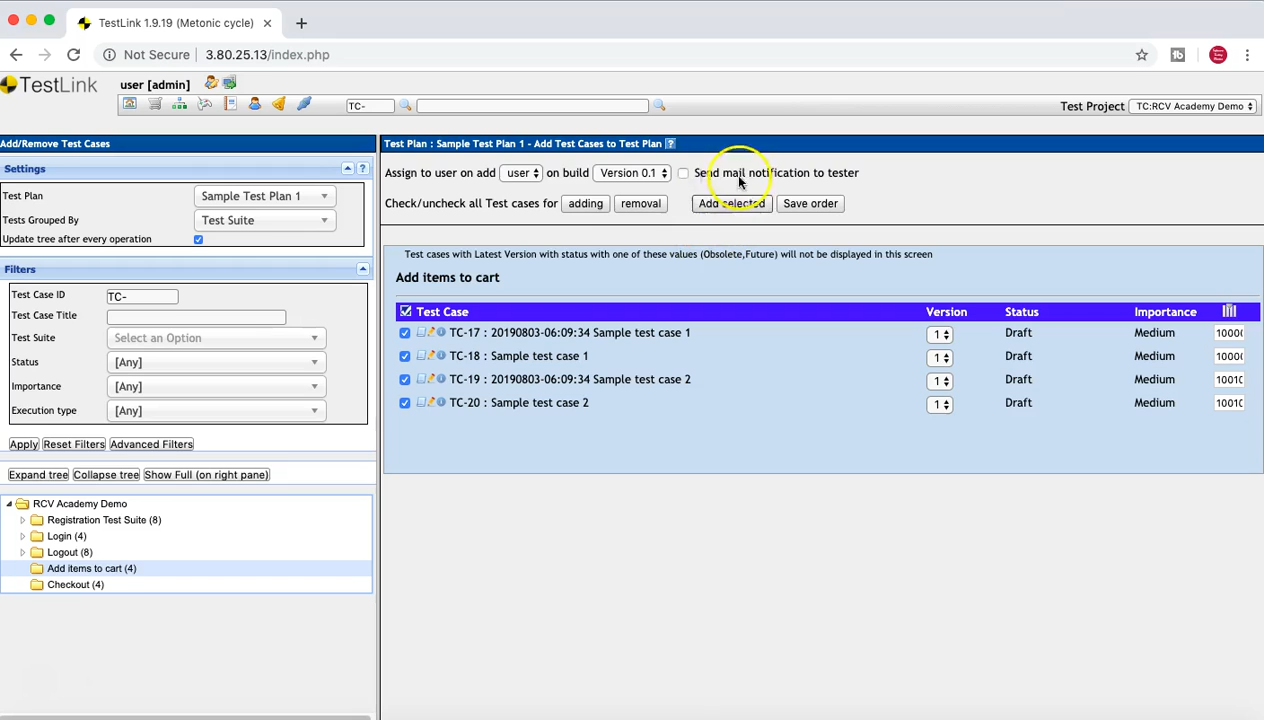 TestLink 1.9.19 (Metonic cycle)
Not Secure 3.80.25.13/index.php
TestLink user [admin]
TC- Test Project TC:RCV Academy Demo
Add/Remove Test Cases
Settings
Test Plan Sample Test Plan 1
Tests Grouped By Test Suite
Update tree after every operation
Filters
Test Case ID TC-
Test Case Title
Test Suite Select an Option
Status [Any]
Importance [Any]
Execution type [Any]
Apply Reset Filters Advanced Filters
Expand tree Collapse tree Show Full (on right pane)
RCV Academy Demo
Registration Test Suite (8)
Login (4)
Logout (8)
Add items to cart (4)
Checkout (4)
Test Plan : Sample Test Plan 1 - Add Test Cases to Test Plan
Assign to user on add user on build Version 0.1 Send mail notification to tester
Check/uncheck all Test cases for adding removal Add selected Save order
Test cases with Latest Version with status with one of these values (Obsolete,Future) will not be displayed in this screen
Add items to cart
Test Case Version Status Importance
TC-17 : 20190803-06:09:34 Sample test case 1 1 Draft Medium 1000
TC-18 : Sample test case 1 1 Draft Medium 1000
TC-19 : 20190803-06:09:34 Sample test case 2 1 Draft Medium 1001
TC-20 : Sample test case 2 1 Draft Medium 1001